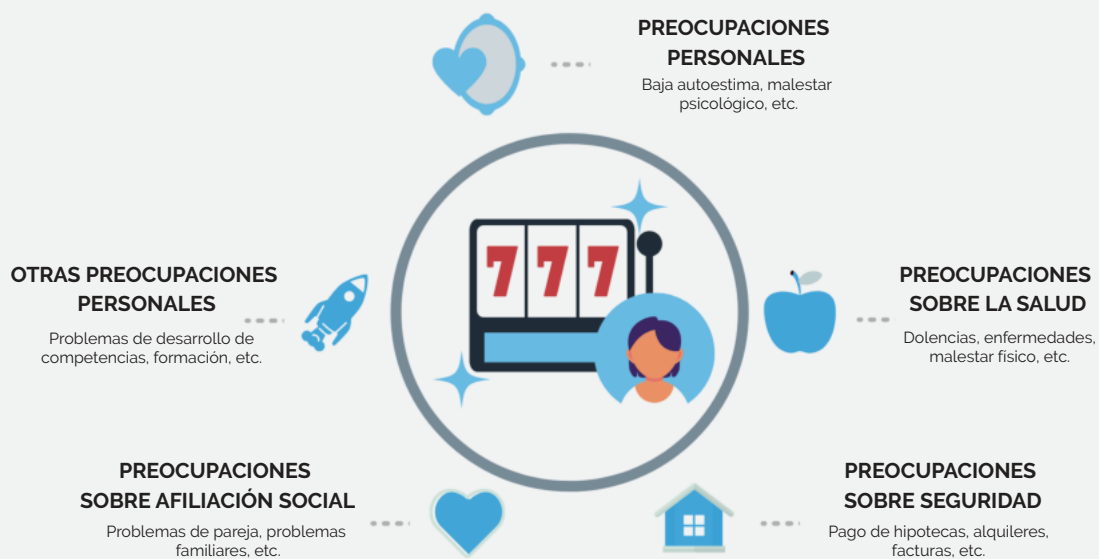 PREOCUPACIONES
PERSONALES
Baja autoestima, malestar
psicológico, etc.
777
OTRAS PREOCUPACIONES
PERSONALES
Problemas de desarrollo de
competencias, formación, etc.
PREOCUPACIONES
SOBRE LA SALUD
Dolencias, enfermedades,
malestar físico, etc.
PREOCUPACIONES
SOBRE AFILIACIÓN SOCIAL
Problemas de pareja, problemas
familiares, etc.
PREOCUPACIONES
SOBRE SEGURIDAD
Pago de hipotecas, alquileres,
facturas, etc.